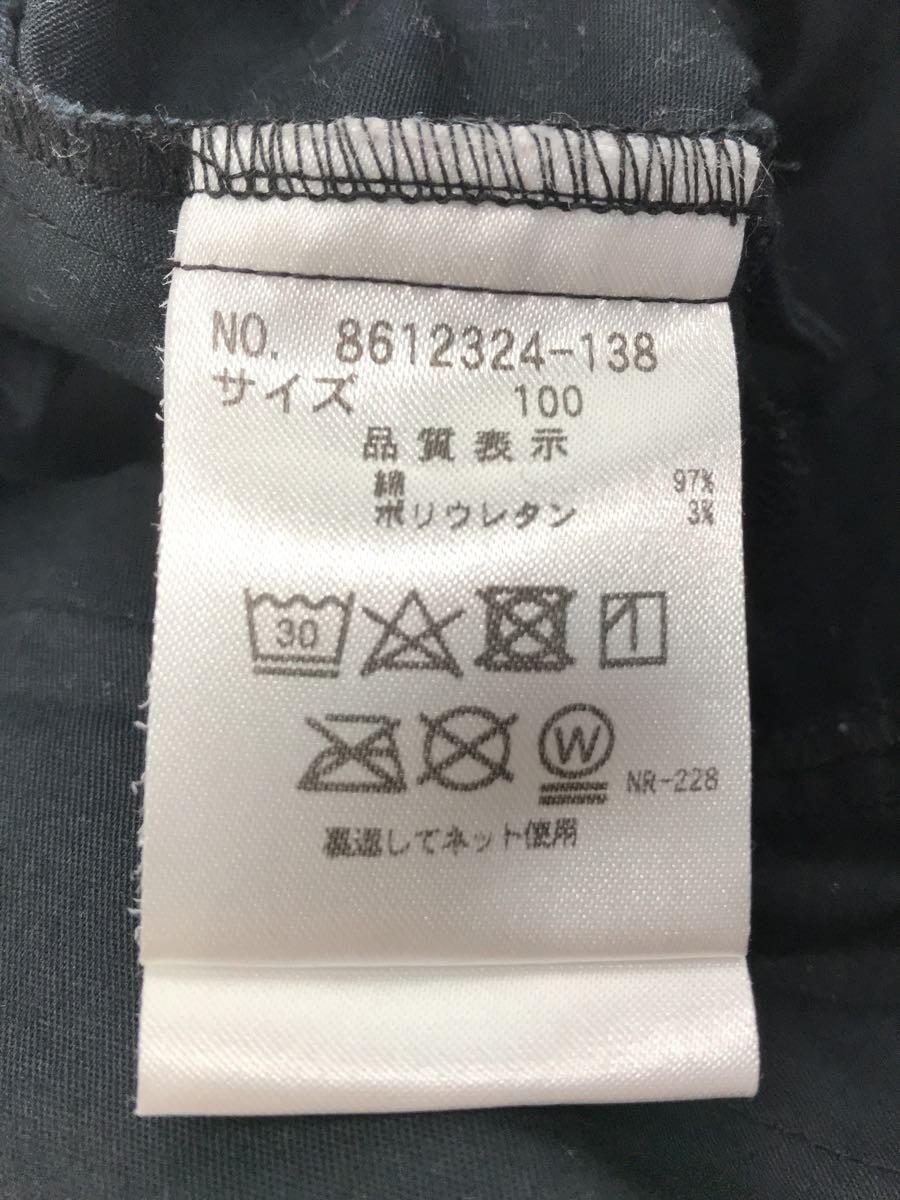 NO. 8612324-138
サイズ 100
品質表示
綿 97%
ポリウレタン 3%
30
W NR-228
裏返してネット使用